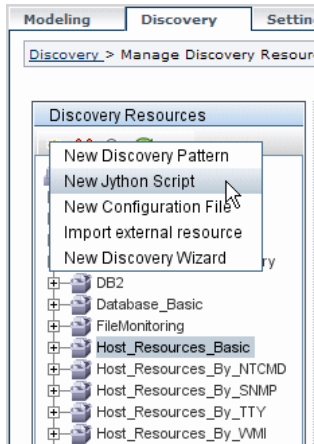 Modeling Discovery Settin
Discovery > Manage Discovery Resour
Discovery Resources
New Discovery Pattern
New Jython Script
New Configuration File
Import external resource
New Discovery Wizard
ry
DB2
Database_Basic
FileMonitoring
Host_Resources_Basic
Host_Resources_By_NTCMD
Host_Resources_By_SNMP
Host_Resources_By_TTY
Host_Resources_By_WMI